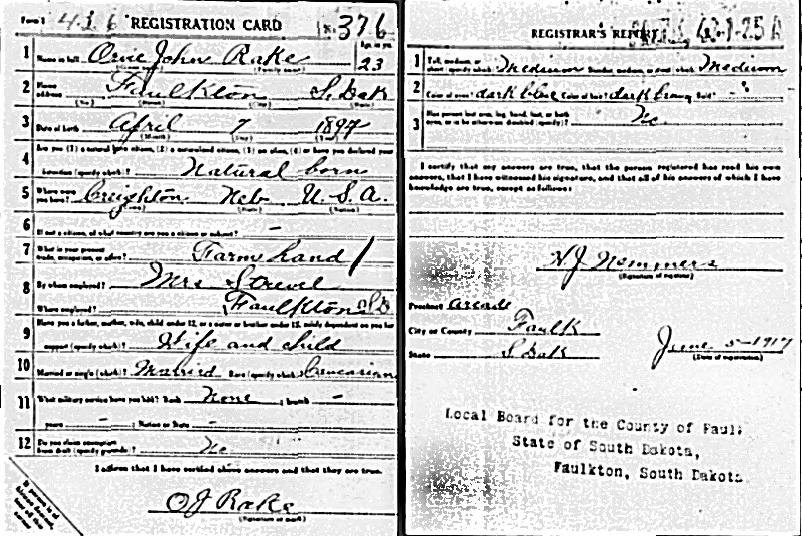 Form 1 436 REGISTRATION CARD No. 376
1 Name in full Orvie John Rake Age, in yrs. 23
(Given name) (Family name)
2 Home address Faulkton S. Dak
(No.) (Street) (City) (State)
3 Date of birth April 7 1894
(Month) (Day) (Year)
Are you (1) a natural born citizen, (2) a naturalized citizen, (3) an alien, (4) or have you declared your
4 intention (specify which)? Natural born
5 Where were you born? Creighton Neb U.S.A.
(Town) (State) (Nation)
6 If not a citizen, of what country are you a citizen or subject? -
7 What is your present trade, occupation, or office? Farm hand
8 By whom employed? Mrs
Where employed? Faulkton SD
9 Have you a father, mother, wife, child under 12, or a sister or brother under 12, solely dependent on you for
support (specify which)? Wife and child
10 Married or single (which)? Married Race (specify which)? Caucasian
11 What military service have you had? Rank None ; branch -
years - ; Nation or State -
12 Do you claim exemption from draft (specify grounds)? No
I affirm that I have verified above answers and that they are true.
O J Rake
(Signature or mark)
REGISTRAR'S REPORT
1 Tall, medium, or short (specify which)? Medium Slender, medium, or stout (which)? Medium
2 Color of eyes? dark blue Color of hair? dark brown Bald? -
3 Has person lost arm, leg, hand, foot, or both eyes, or is he otherwise disabled (specify)? No
I certify that my answers are true, that the person registered has read his own
answers, that I have witnessed his signature, and that all of his answers of which I have
knowledge are true, except as follows:
H J Nemmers
(Signature of registrar)
Precinct Arcade
City or County Faulk
State S Dak June 5-1917
(Date of registration)
Local Board for the County of Faulk
State of South Dakota,
Faulkton, South Dakota